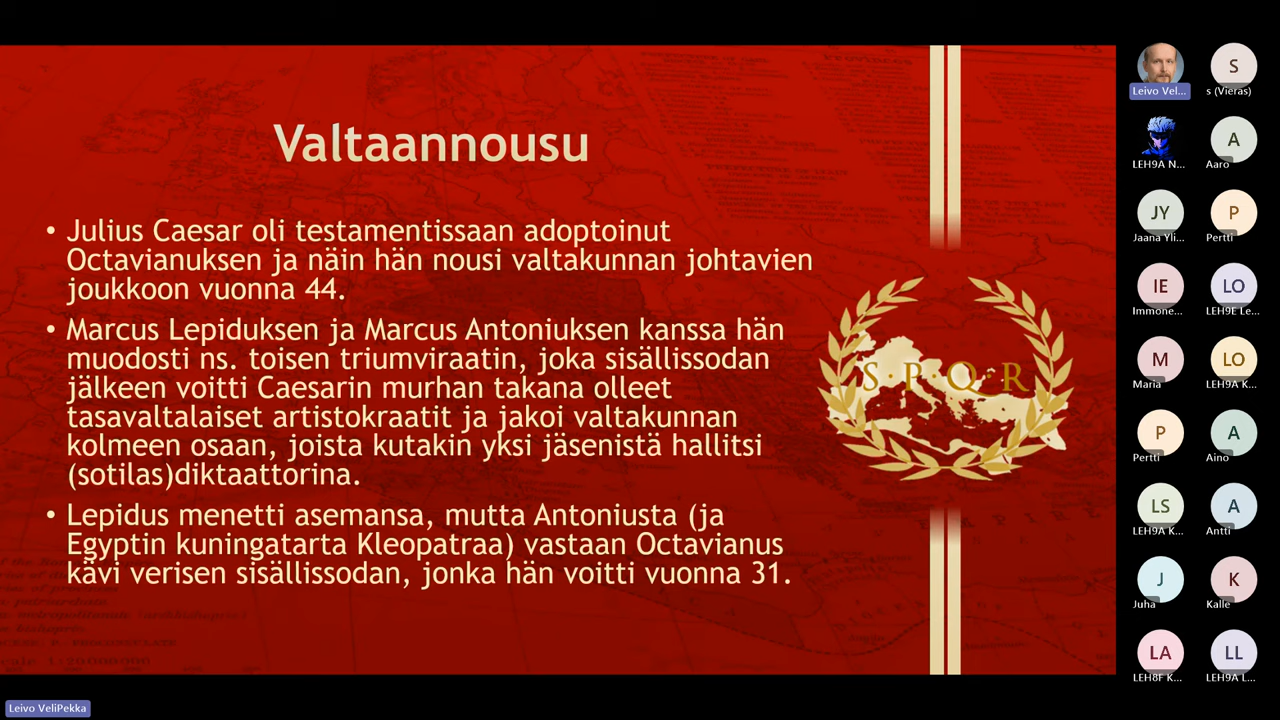 Valtaannousu
• Julius Caesar oli testamentissaan adoptoinut
Octavianuksen ja näin hän nousi valtakunnan johtavien
joukkoon vuonna 44.
• Marcus Lepiduksen ja Marcus Antoniuksen kanssa hän
muodosti ns. toisen triumviraatin, joka sisällissodan
jälkeen voitti Caesarin murhan takana olleet
tasavaltalaiset artistokraatit ja jakoi valtakunnan
kolmeen osaan, joista kutakin yksi jäsenistä hallitsi
(sotilas)diktaattorina.
• Lepidus menetti asemansa, mutta Antoniusta (ja
Egyptin kuningatarta Kleopatraa) vastaan Octavianus
kävi verisen sisällissodan, jonka hän voitti vuonna 31.
S·P·Q·R
Leivo Vel...
S
s (Vieras)
LEH9A N...
A
Aaro
JY
Jaana Yli...
P
Pertti
IE
Immone...
LO
LEH9E Le...
M
Maria
LO
LEH9A K...
P
Pertti
A
Aino
LS
LEH9A K...
A
Antti
J
Juha
K
Kalle
LA
LEH8F K...
LL
LEH9A L...
Leivo VeliPekka